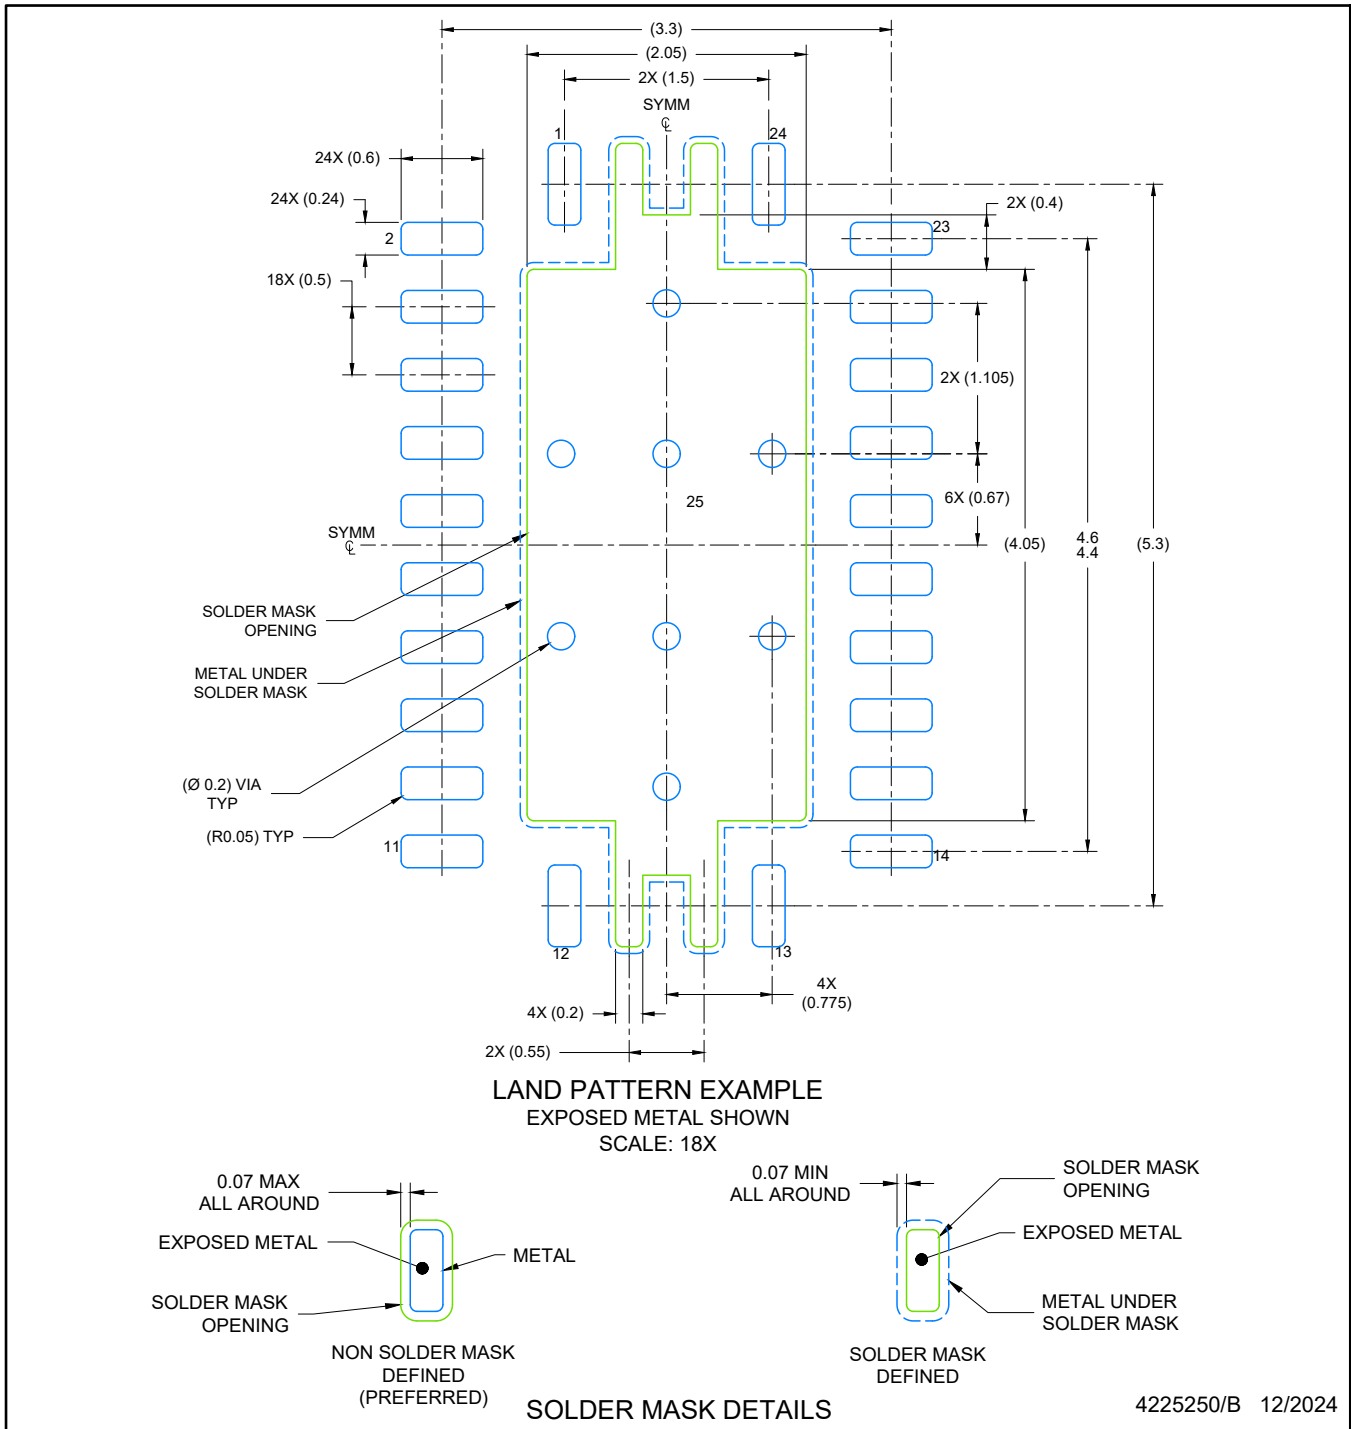 (3.3)
(2.05)
2X (1.5)
SYMM
℄
1
24
24X (0.6)
24X (0.24)
2X (0.4)
2
23
18X (0.5)
2X (1.105)
25
6X (0.67)
SYMM
℄
(4.05)
4.6
4.4
(5.3)
SOLDER MASK
OPENING
METAL UNDER
SOLDER MASK
(Ø 0.2) VIA
TYP
(R0.05) TYP
11
14
12
13
4X
(0.775)
4X (0.2)
2X (0.55)
LAND PATTERN EXAMPLE
EXPOSED METAL SHOWN
SCALE: 18X
0.07 MAX
ALL AROUND
EXPOSED METAL
METAL
SOLDER MASK
OPENING
NON SOLDER MASK
DEFINED
(PREFERRED)
0.07 MIN
ALL AROUND
SOLDER MASK
OPENING
EXPOSED METAL
METAL UNDER
SOLDER MASK
SOLDER MASK
DEFINED
SOLDER MASK DETAILS
4225250/B 12/2024